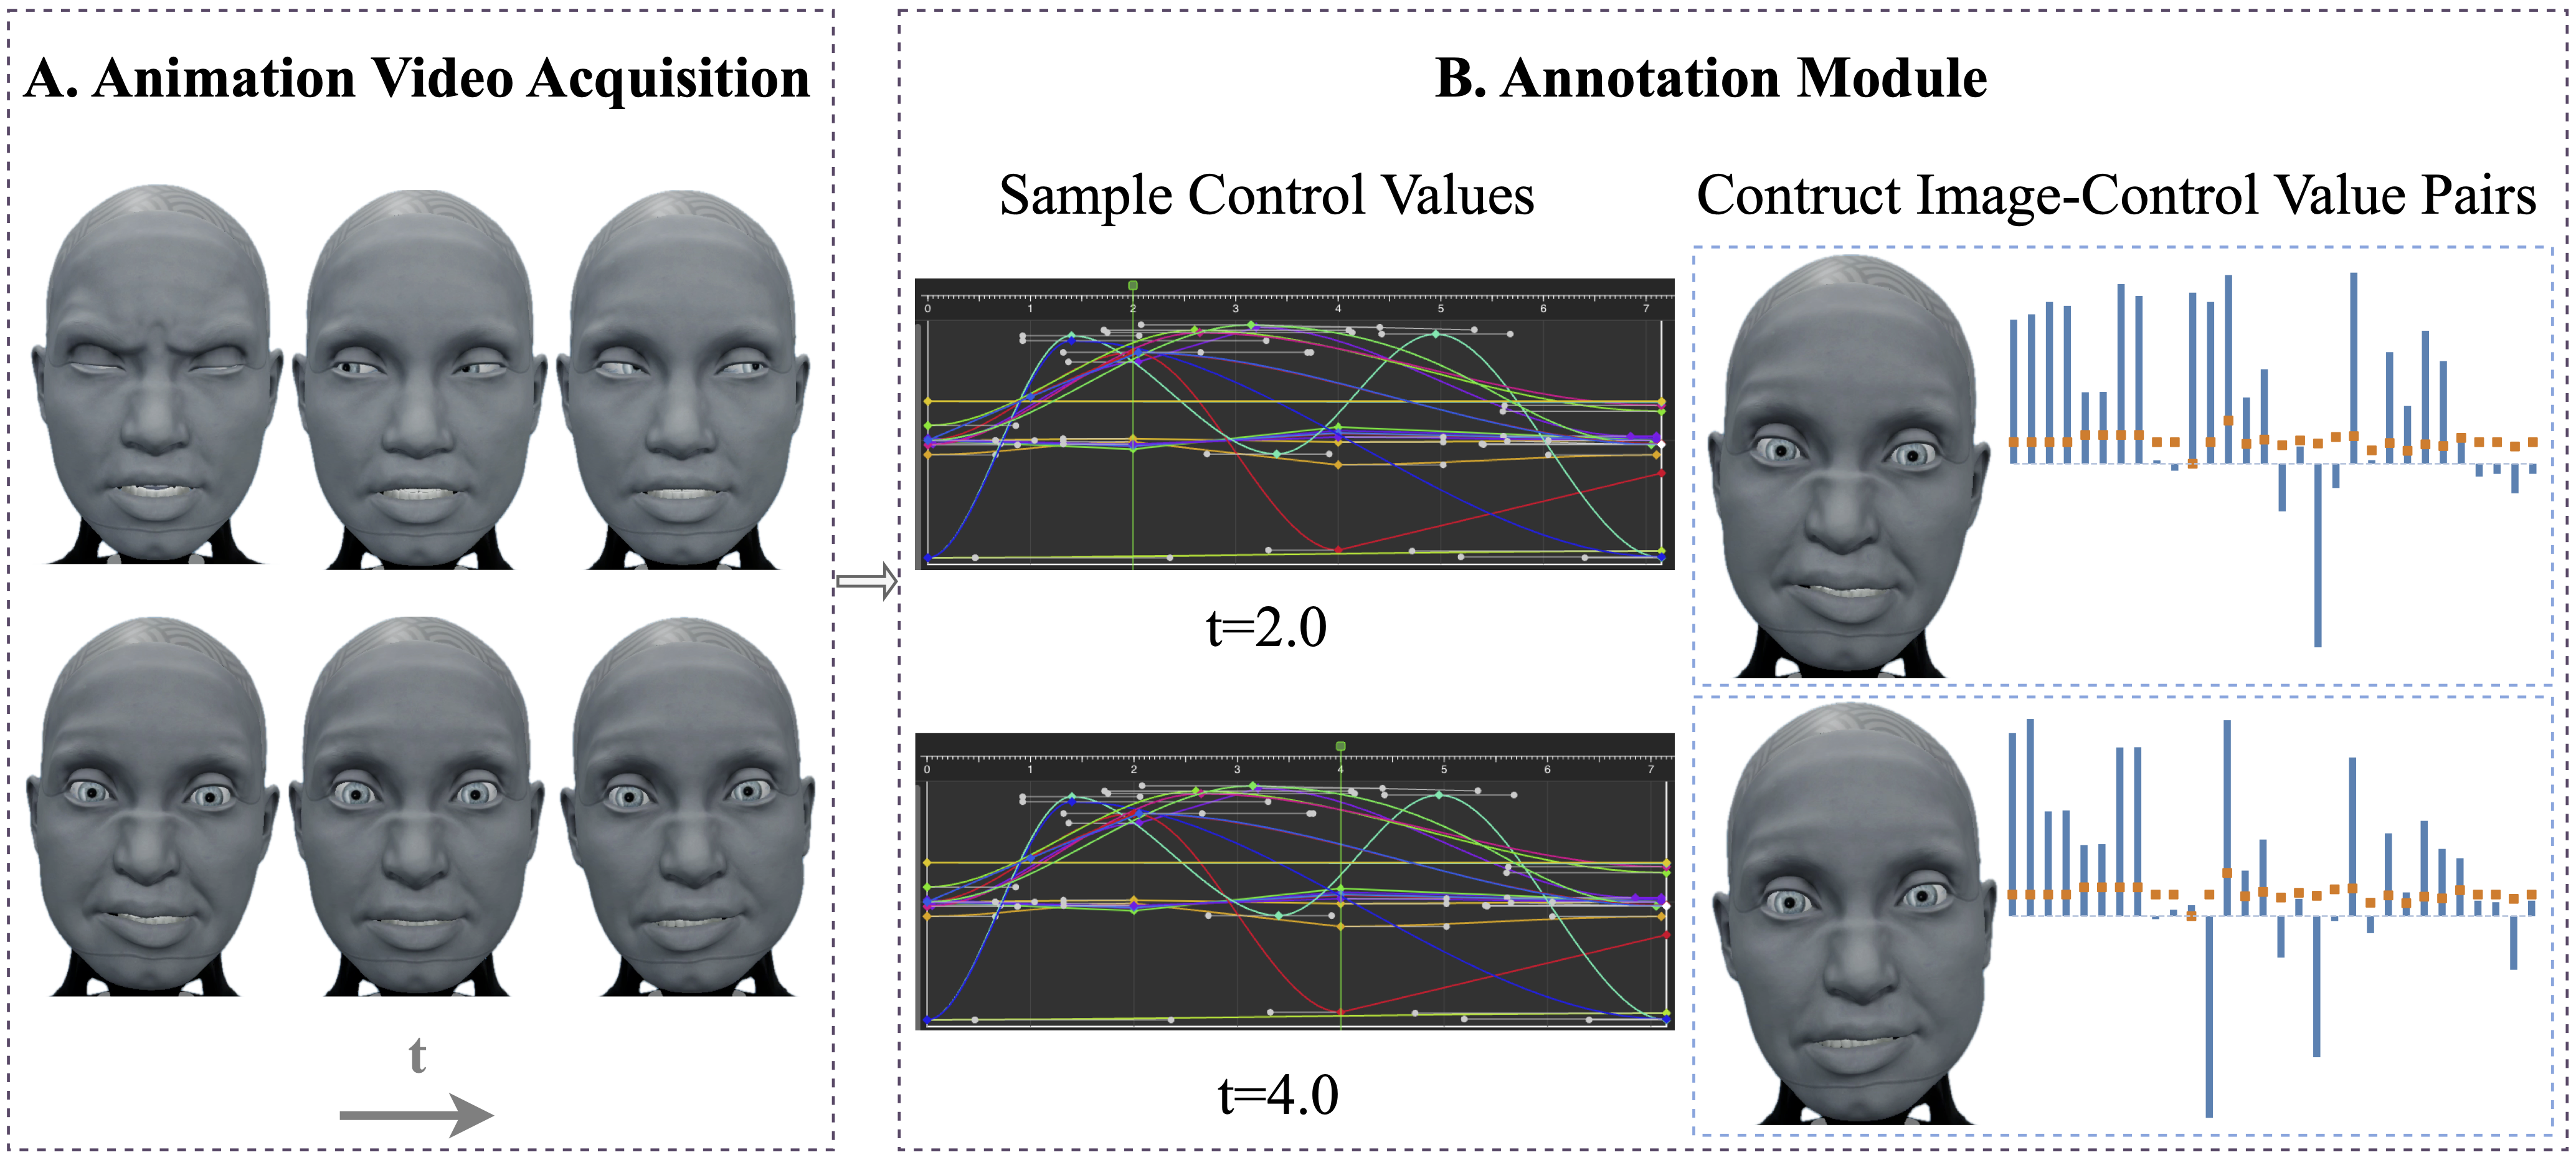 A. Animation Video Acquisition
t
B. Annotation Module
Sample Control Values
0 1 2 3 4 5 6 7
t=2.0
0 1 2 3 4 5 6 7
t=4.0
Contruct Image-Control Value Pairs